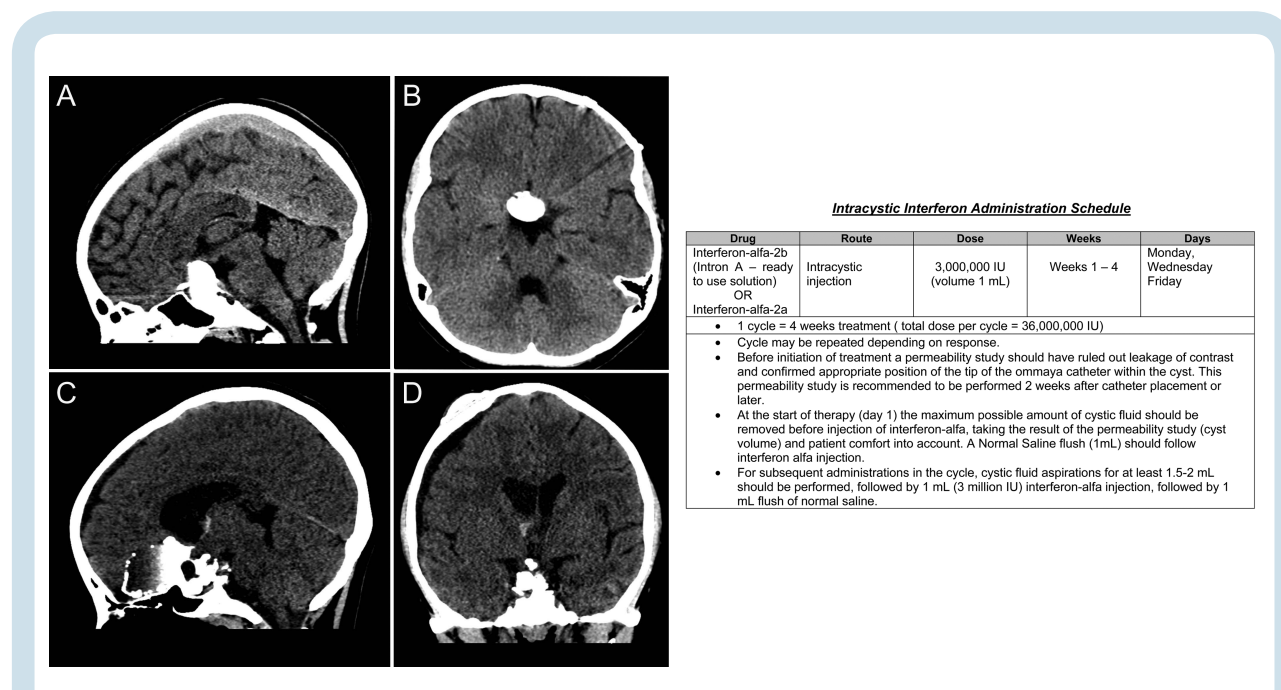 A
B
C
D
Intracystic Interferon Administration Schedule
Drug Route Dose Weeks Days
Interferon-alfa-2b
(Intron A – ready
to use solution)
OR
Interferon-alfa-2a
Intracystic
injection
3,000,000 IU
(volume 1 mL)
Weeks 1 – 4
Monday,
Wednesday
Friday
• 1 cycle = 4 weeks treatment ( total dose per cycle = 36,000,000 IU)
• Cycle may be repeated depending on response.
• Before initiation of treatment a permeability study should have ruled out leakage of contrast
and confirmed appropriate position of the tip of the ommaya catheter within the cyst. This
permeability study is recommended to be performed 2 weeks after catheter placement or
later.
• At the start of therapy (day 1) the maximum possible amount of cystic fluid should be
removed before injection of interferon-alfa, taking the result of the permeability study (cyst
volume) and patient comfort into account. A Normal Saline flush (1mL) should follow
interferon alfa injection.
• For subsequent administrations in the cycle, cystic fluid aspirations for at least 1.5-2 mL
should be performed, followed by 1 mL (3 million IU) interferon-alfa injection, followed by 1
mL flush of normal saline.